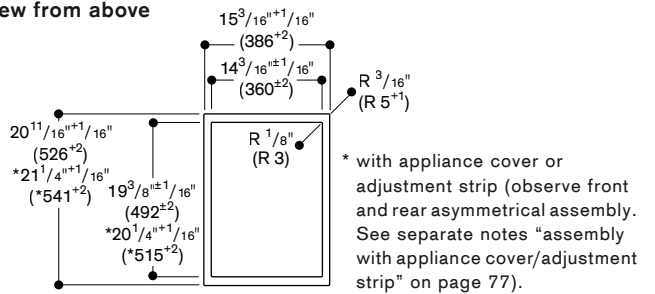 ew from above
15 3/16"+1/16"
(386+2)
14 3/16"±1/16"
(360±2)
R 3/16"
(R 5+1)
20 11/16"+1/16"
(526+2)
*21 1/4"+1/16"
(*541+2)
19 3/8"±1/16"
(492±2)
*20 1/4"+1/16"
(*515+2)
R 1/8"
(R 3)
* with appliance cover or
adjustment strip (observe front
and rear asymmetrical assembly.
See separate notes “assembly
with appliance cover/adjustment
strip” on page 77).